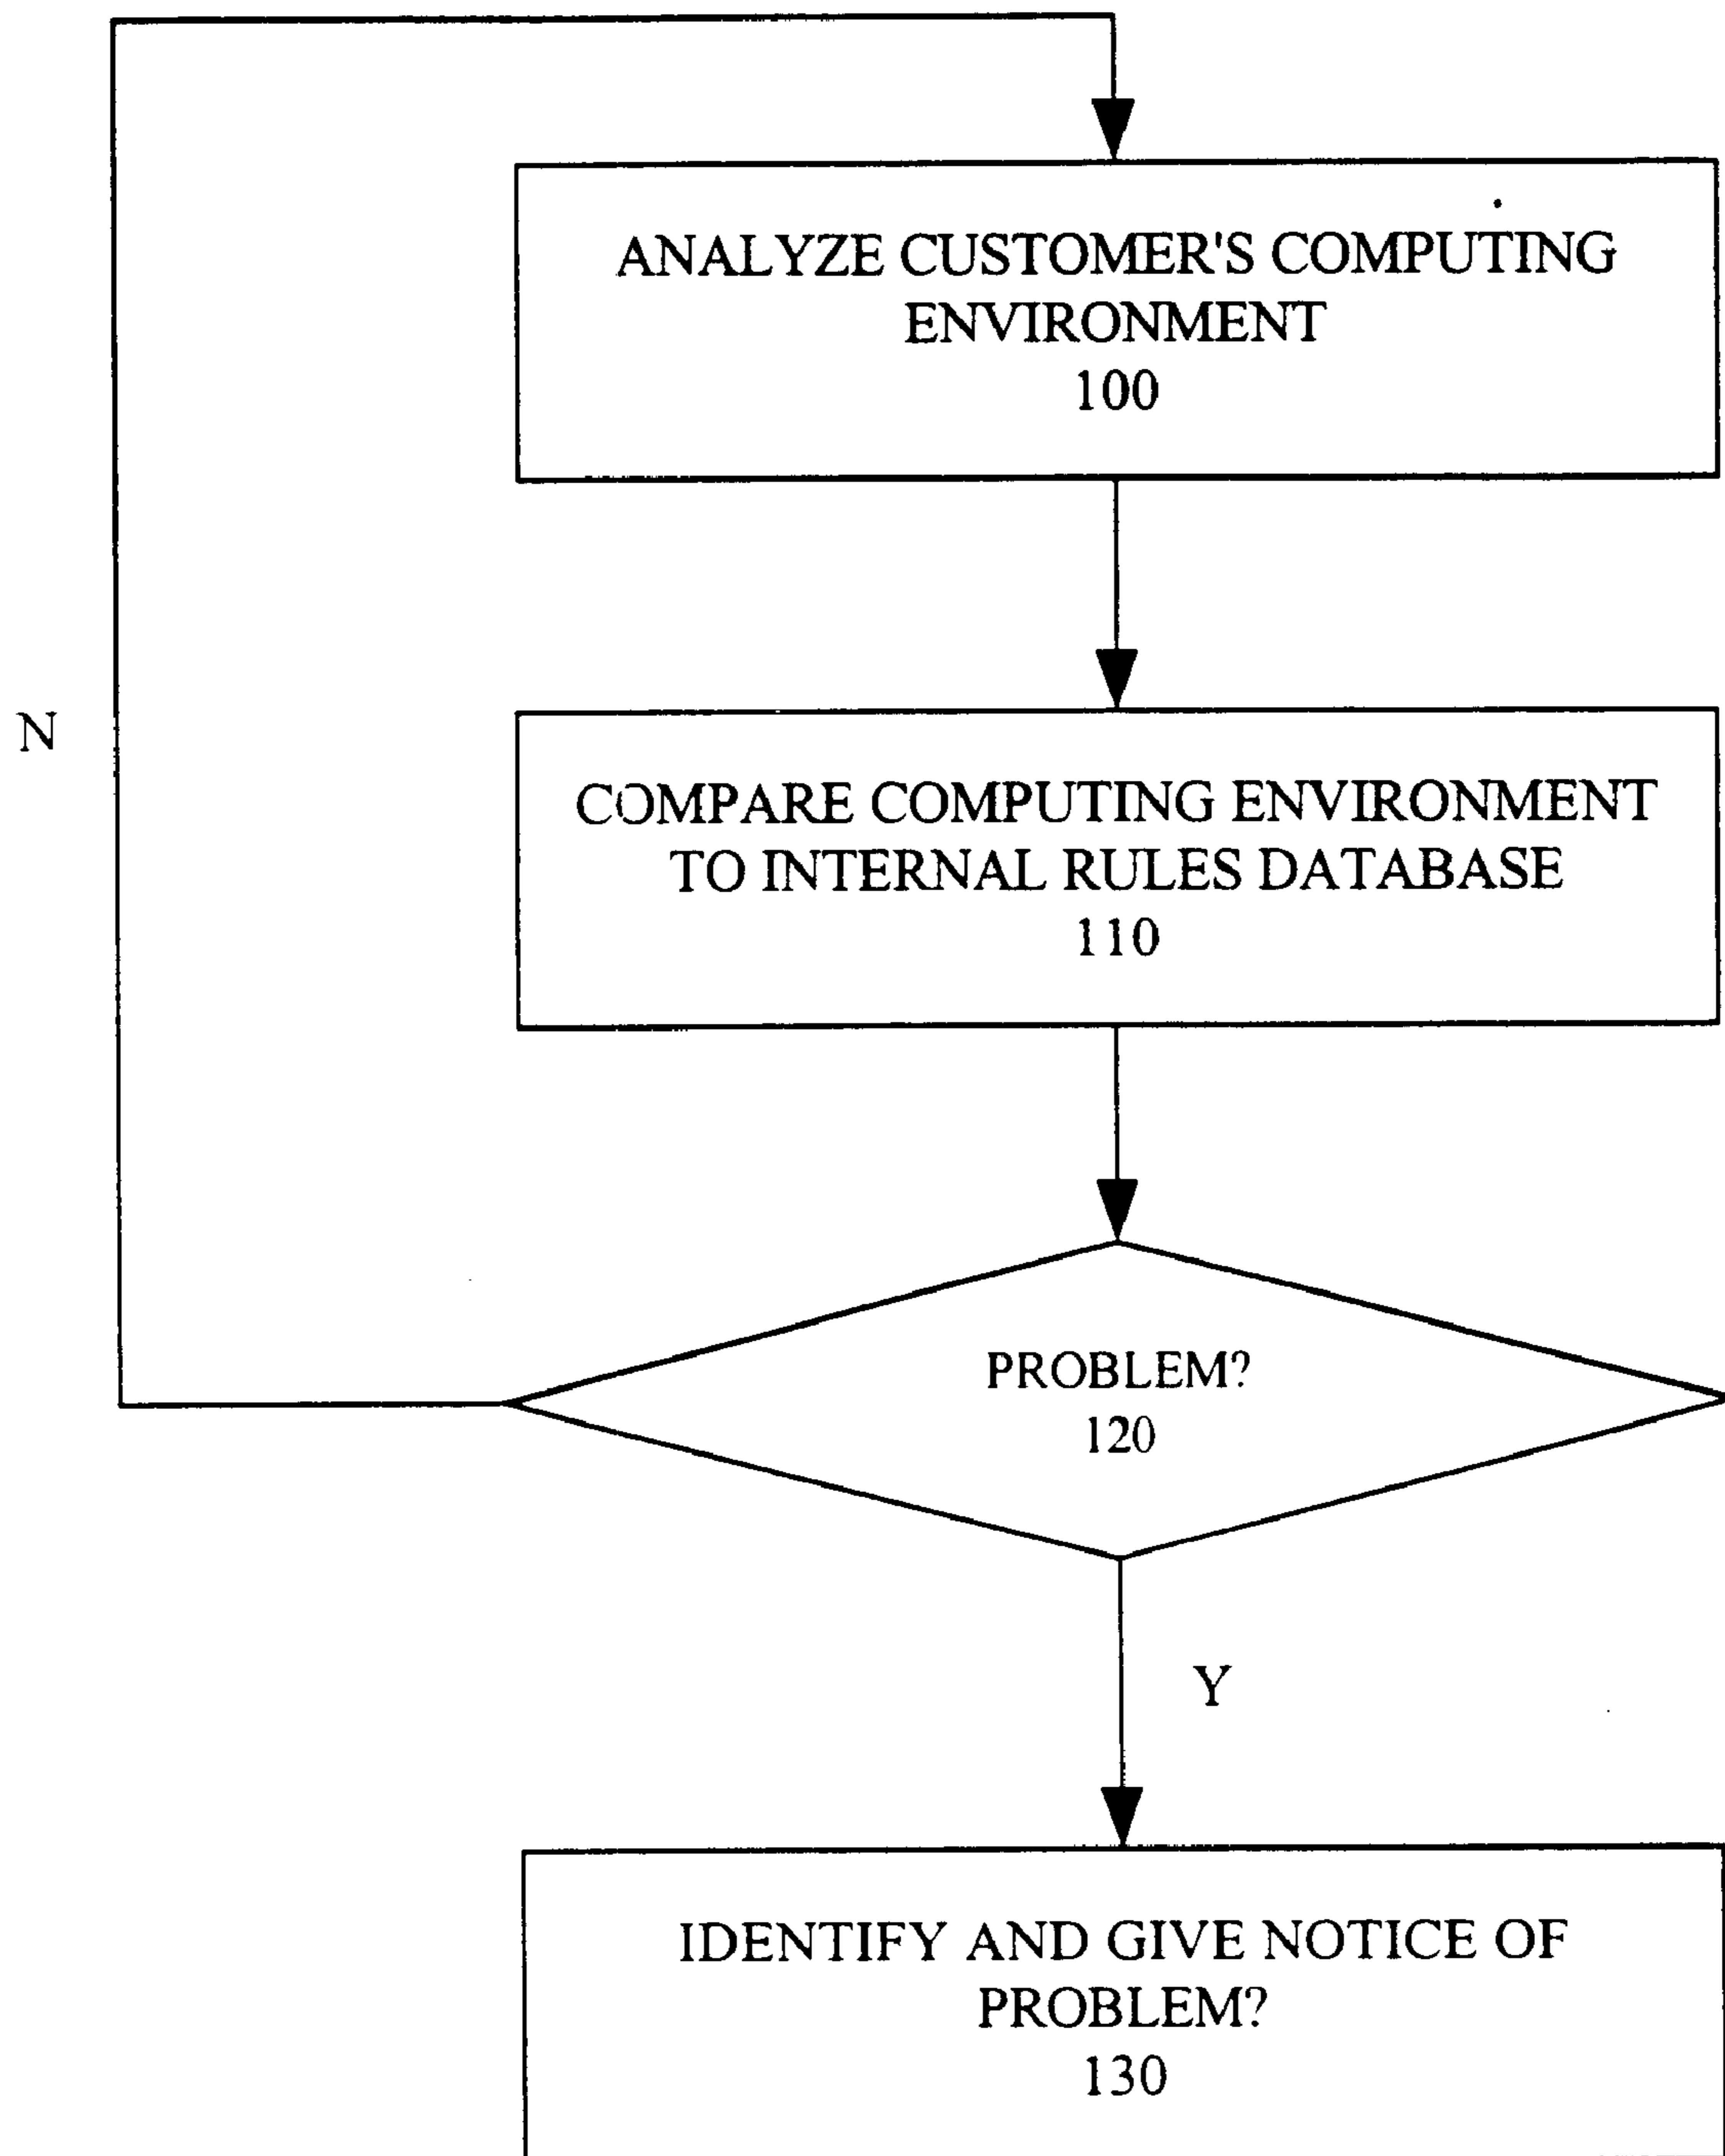 ANALYZE CUSTOMER'S COMPUTING
ENVIRONMENT
100
N
COMPARE COMPUTING ENVIRONMENT
TO INTERNAL RULES DATABASE
110
PROBLEM?
120
Y
IDENTIFY AND GIVE NOTICE OF
PROBLEM?
130